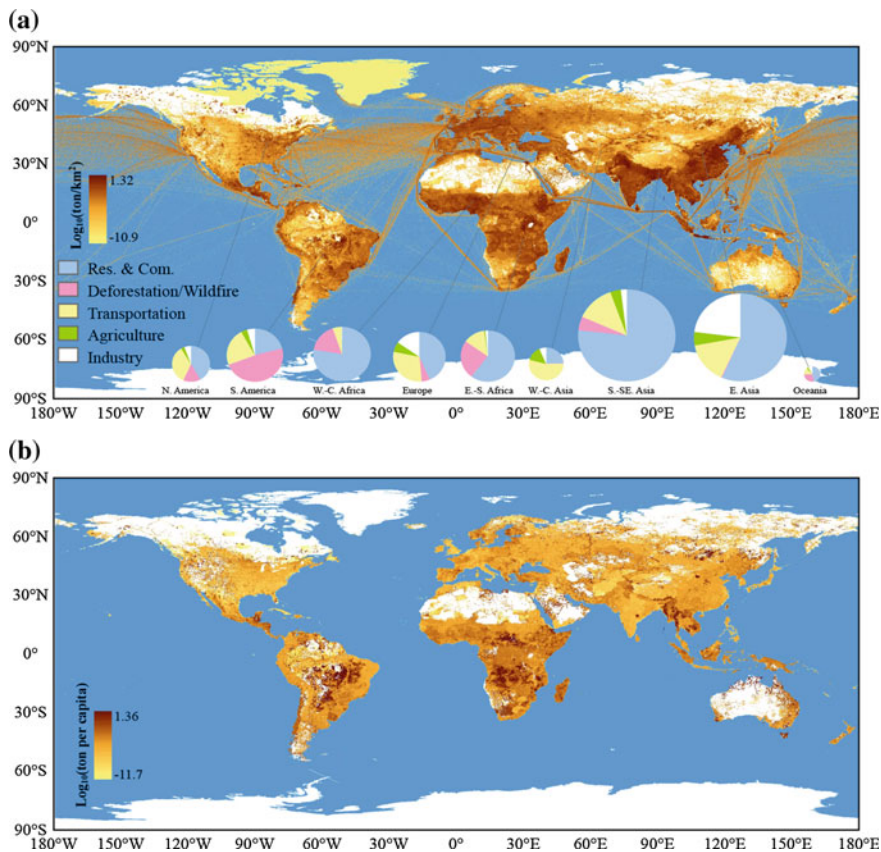 (a)
90°N
60°N
30°N
0°
30°S
60°S
90°S
1.32
-10.9
Log₁₀(ton/km²)
Res. & Com.
Deforestation/Wildfire
Transportation
Agriculture
Industry
N. America S. America W.-C. Africa Europe E.-S. Africa W.-C. Asia S.-SE. Asia E. Asia Oceania
180°W 150°W 120°W 90°W 60°W 30°W 0° 30°E 60°E 90°E 120°E 150°E 180°E
(b)
90°N
60°N
30°N
0°
30°S
60°S
90°S
1.36
-11.7
Log₁₀(ton per capita)
180°W 150°W 120°W 90°W 60°W 30°W 0° 30°E 60°E 90°E 120°E 150°E 180°E